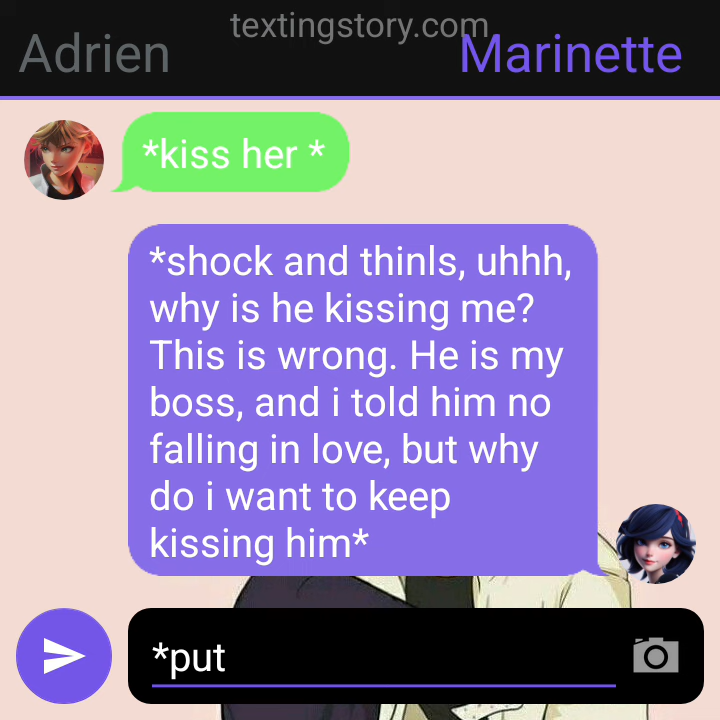 textingstory.com
Adrien
Marinette
*kiss her *
*shock and thinls, uhhh,
why is he kissing me?
This is wrong. He is my
boss, and i told him no
falling in love, but why
do i want to keep
kissing him*
*put